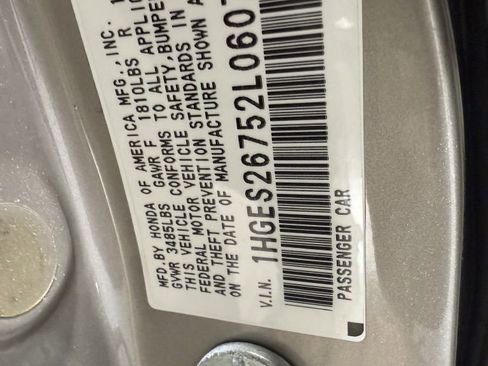 MFD.BY HONDA OF AMERICA MFG.,INC.
GVWR 3485LBS GAWR F 1810LBS R
THIS VEHICLE CONFORMS TO ALL APPLIC
FEDERAL MOTOR VEHICLE SAFETY,BUMPE
AND THEFT PREVENTION STANDARDS IN
ON THE DATE OF MANUFACTURE SHOWN A
V.I.N. 1HGES26752L060
PASSENGER CAR